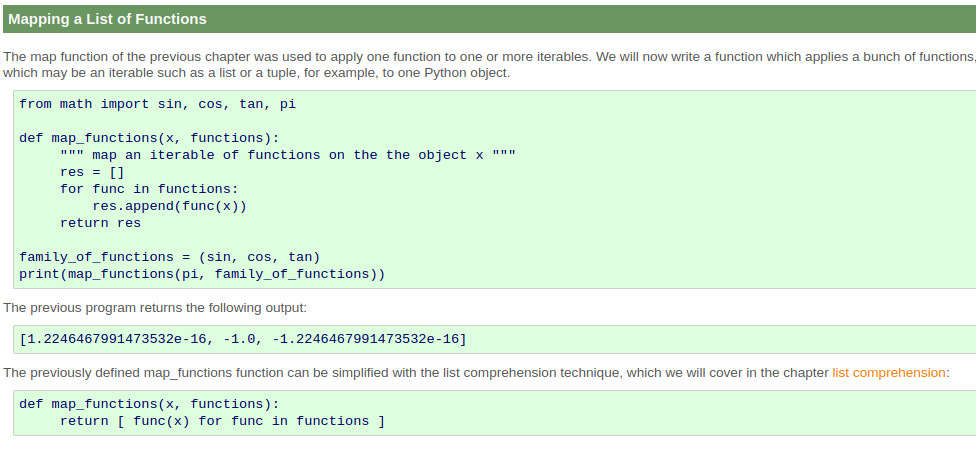 Mapping a List of Functions
The map function of the previous chapter was used to apply one function to one or more iterables. We will now write a function which applies a bunch of functions,
which may be an iterable such as a list or a tuple, for example, to one Python object.
from math import sin, cos, tan, pi
def map_functions(x, functions):
     """ map an iterable of functions on the the object x """
     res = []
     for func in functions:
         res.append(func(x))
     return res
family_of_functions = (sin, cos, tan)
print(map_functions(pi, family_of_functions))
The previous program returns the following output:
[1.2246467991473532e-16, -1.0, -1.2246467991473532e-16]
The previously defined map_functions function can be simplified with the list comprehension technique, which we will cover in the chapter list comprehension:
def map_functions(x, functions):
     return [ func(x) for func in functions ]